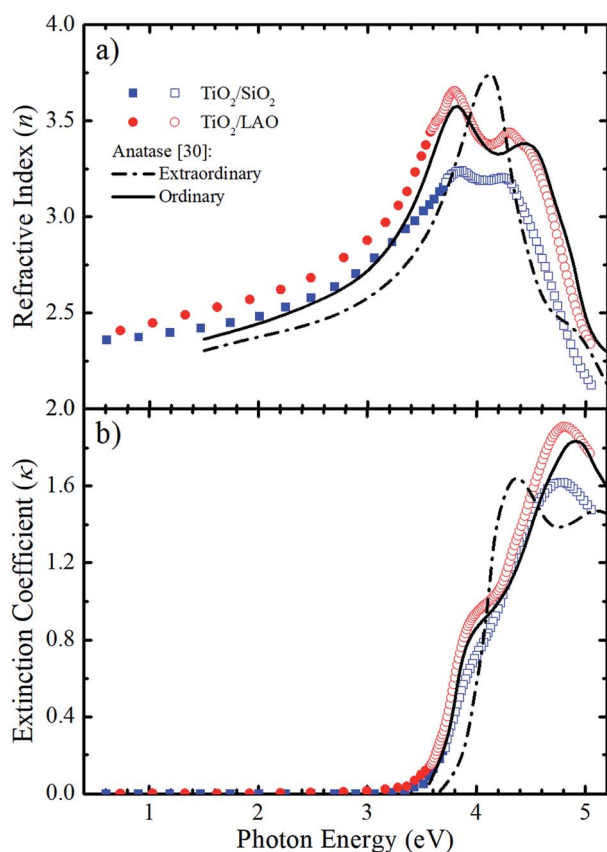 a)
4.0
3.5
3.0
2.5
2.0
Refractive Index (n)
TiO2/SiO2
TiO2/LAO
Anatase [30]:
Extraordinary
Ordinary
b)
1.6
1.2
0.8
0.4
0.0
Extinction Coefficient (κ)
1 2 3 4 5
Photon Energy (eV)